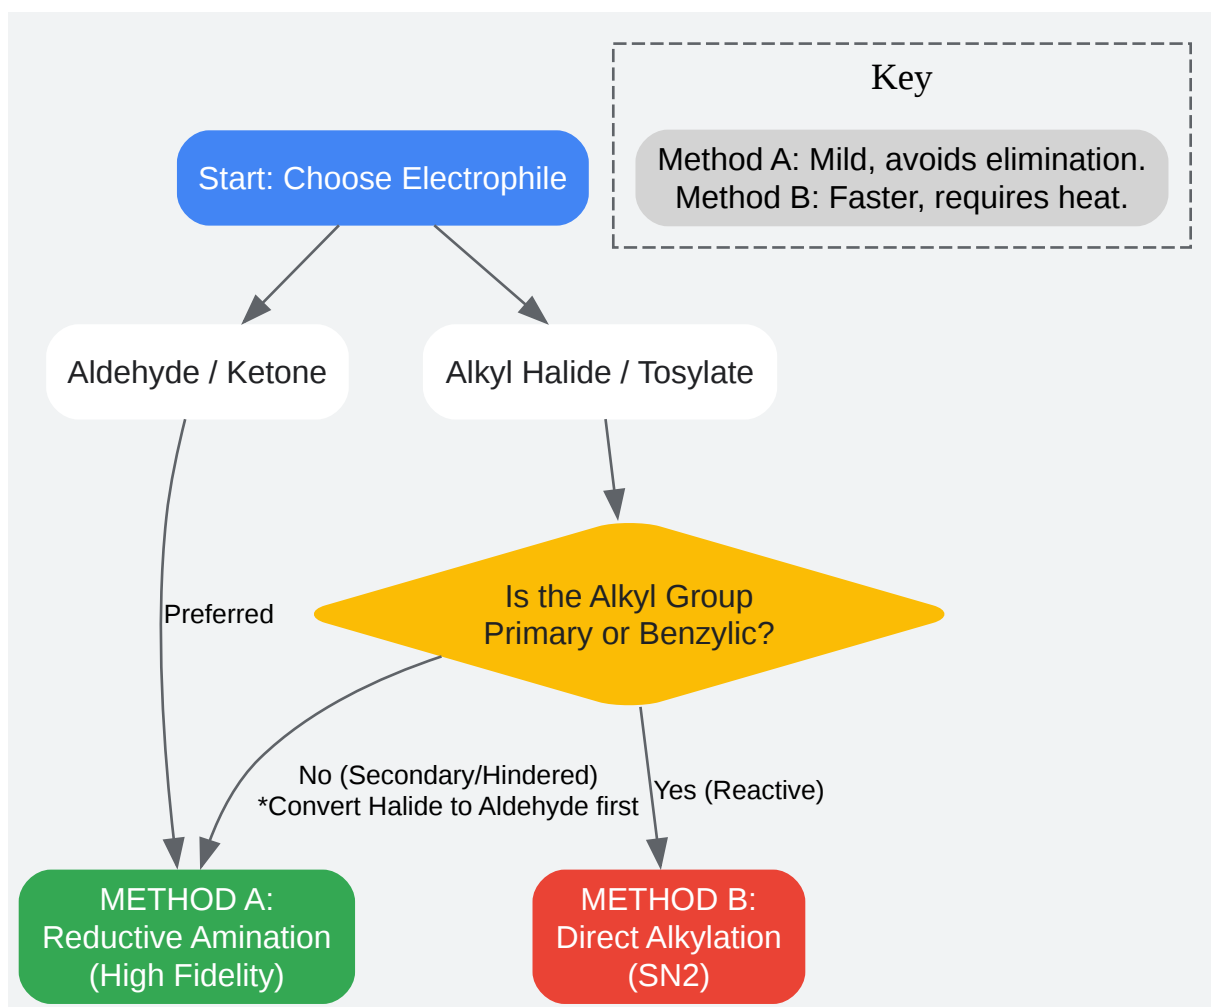 Key
Method A: Mild, avoids elimination.
Method B: Faster, requires heat.
Start: Choose Electrophile
Aldehyde / Ketone
Alkyl Halide / Tosylate
Is the Alkyl Group
Primary or Benzylic?
Preferred
No (Secondary/Hindered)
*Convert Halide to Aldehyde first
Yes (Reactive)
METHOD A:
Reductive Amination
(High Fidelity)
METHOD B:
Direct Alkylation
(SN2)